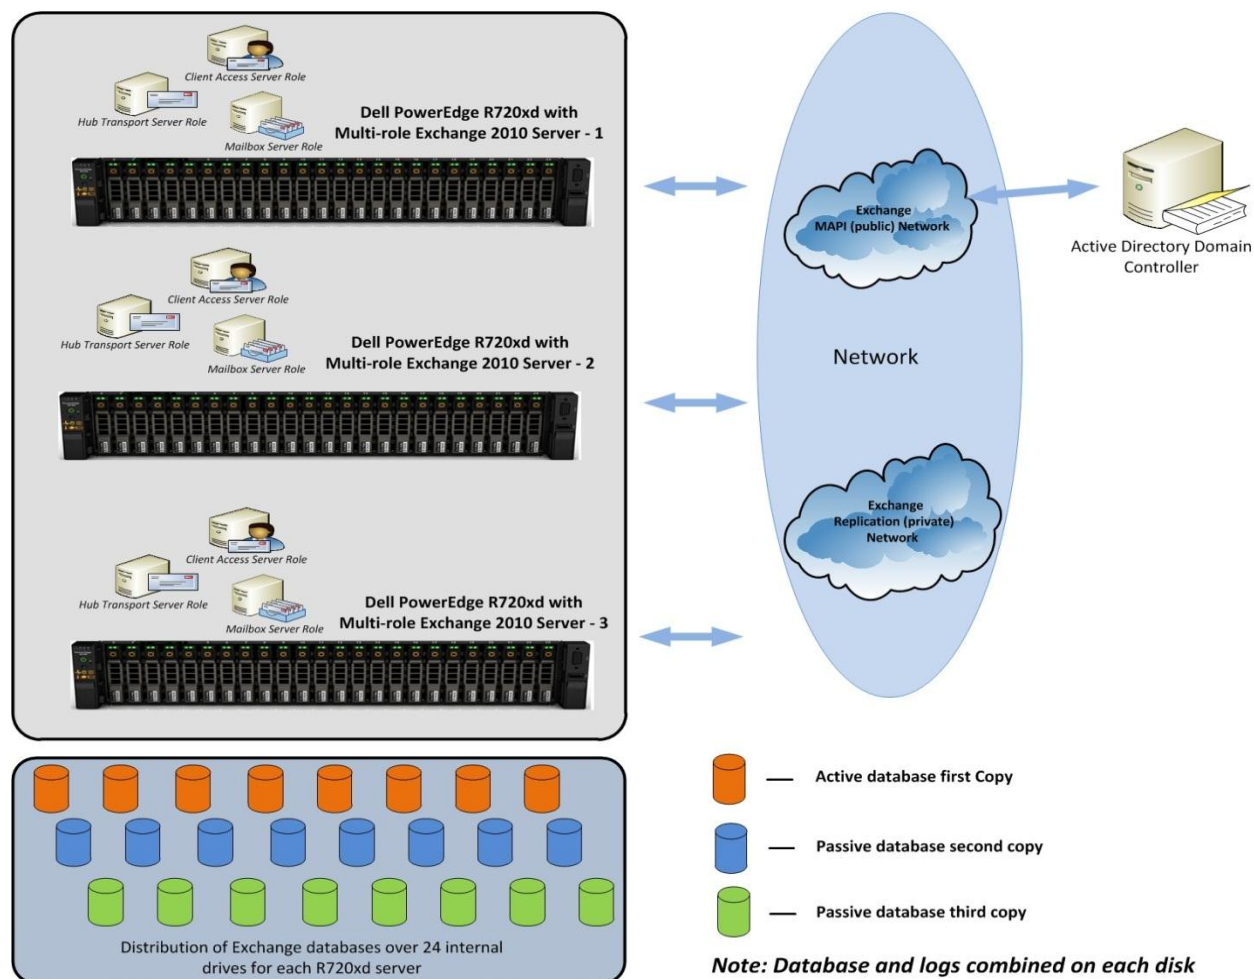 Client Access Server Role
Hub Transport Server Role
Mailbox Server Role
Dell PowerEdge R720xd with
Multi-role Exchange 2010 Server - 1
Client Access Server Role
Hub Transport Server Role
Mailbox Server Role
Dell PowerEdge R720xd with
Multi-role Exchange 2010 Server - 2
Client Access Server Role
Hub Transport Server Role
Mailbox Server Role
Dell PowerEdge R720xd with
Multi-role Exchange 2010 Server - 3
Exchange
MAPI (public) Network
Network
Exchange
Replication (private)
Network
Active Directory Domain
Controller
Distribution of Exchange databases over 24 internal
drives for each R720xd server
Active database first Copy
Passive database second copy
Passive database third copy
Note: Database and logs combined on each disk